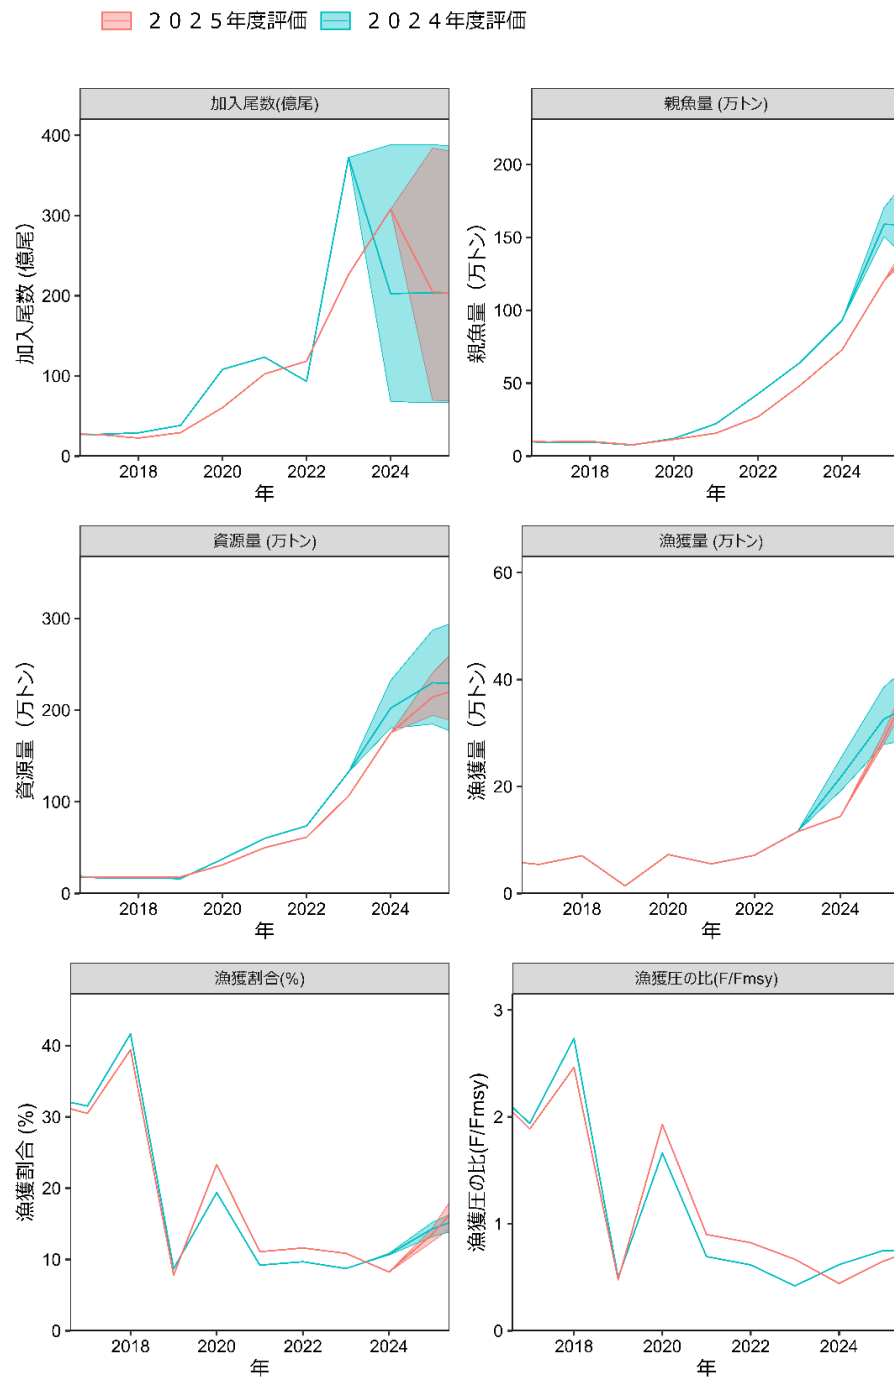 ２０２５年度評価 ２０２４年度評価
加入尾数(億尾)
加入尾数 (億尾)
400
300
200
100
0
2018 2020 2022 2024
年
親魚量 (万トン)
親魚量（万トン）
200
150
100
50
0
2018 2020 2022 2024
年
資源量 (万トン)
資源量（万トン）
300
200
100
0
2018 2020 2022 2024
年
漁獲量 (万トン)
漁獲量（万トン）
60
40
20
0
2018 2020 2022 2024
年
漁獲割合(%)
漁獲割合 (%)
40
30
20
10
0
2018 2020 2022 2024
年
漁獲圧の比(F/Fmsy)
漁獲圧の比(F/Fmsy)
3
2
1
0
2018 2020 2022 2024
年